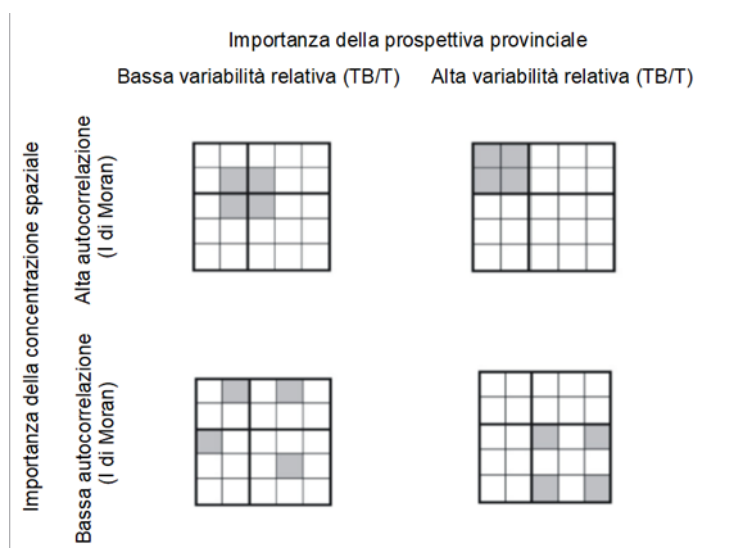 Importanza della prospettiva provinciale
Bassa variabilità relativa (TB/T)
Alta variabilità relativa (TB/T)
Importanza della concentrazione spaziale
Alta autocorrelazione
(I di Moran)
Bassa autocorrelazione
(I di Moran)